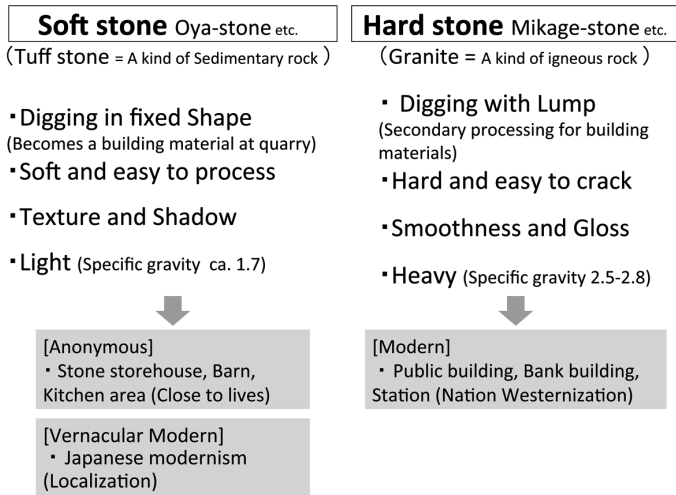 Soft stone Oya-stone etc.
(Tuff stone = A kind of Sedimentary rock )
・Digging in fixed Shape
(Becomes a building material at quarry)
・Soft and easy to process
・Texture and Shadow
・Light (Specific gravity ca. 1.7)
[Anonymous]
・Stone storehouse, Barn,
Kitchen area (Close to lives)
[Vernacular Modern]
・Japanese modernism
(Localization)
Hard stone Mikage-stone etc.
(Granite = A kind of igneous rock )
・Digging with Lump
(Secondary processing for building
materials)
・Hard and easy to crack
・Smoothness and Gloss
・Heavy (Specific gravity 2.5-2.8)
[Modern]
・Public building, Bank building,
Station (Nation Westernization)